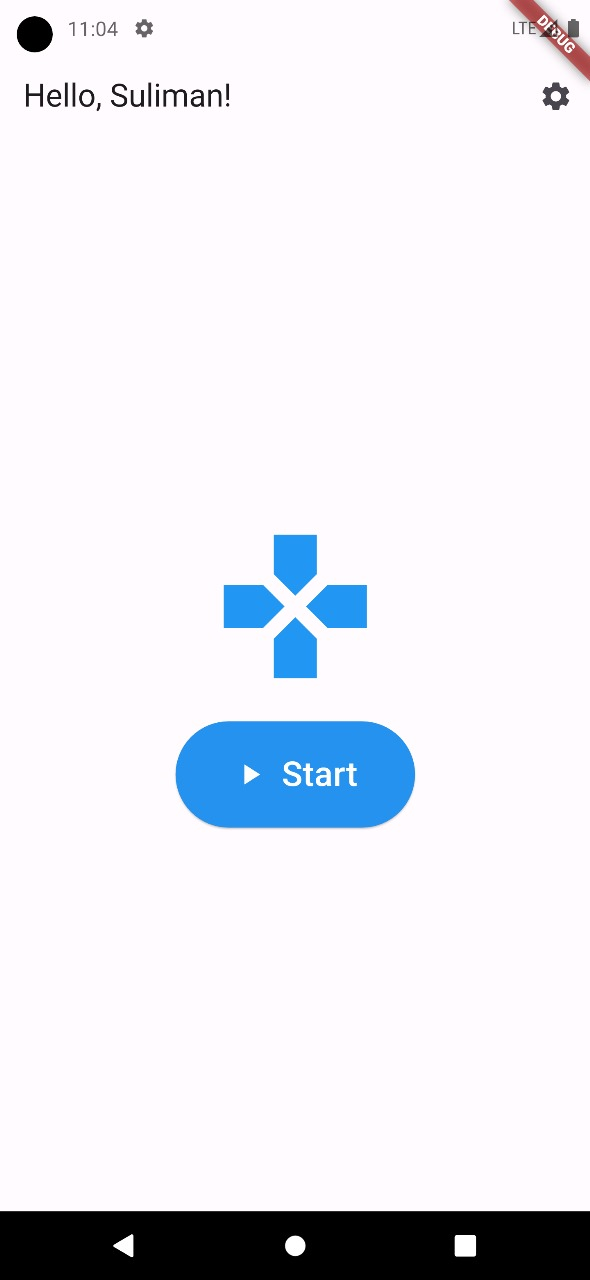 11:04
LTE
DEBUG
Hello, Suliman!
Start